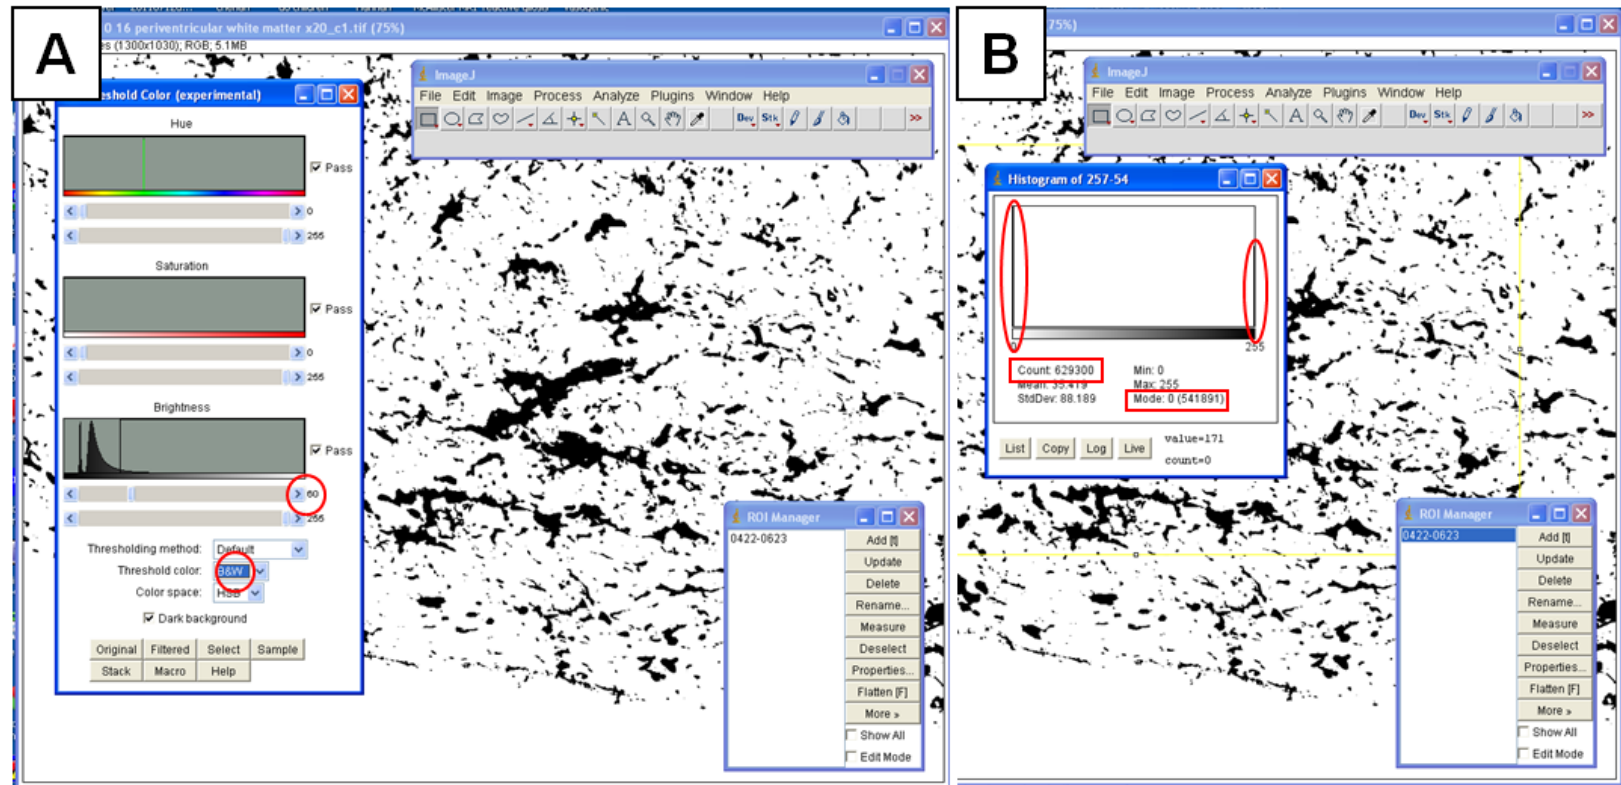 A
0 16 periventricular white matter x20_c1.tif (75%)
es (1300x1030); RGB; 5.1MB
eshold Color (experimental)
Hue
Pass
0
255
Saturation
Pass
0
255
Brightness
Pass
60
255
Thresholding method: Default
Threshold color: B&W
Color space: HSB
Dark background
Original Filtered Select Sample
Stack Macro Help
ImageJ
File Edit Image Process Analyze Plugins Window Help
A Dev Stk >>
ROI Manager
0422-0623
Add [t]
Update
Delete
Rename...
Measure
Deselect
Properties...
Flatten [F]
More »
Show All
Edit Mode
B
75%)
ImageJ
File Edit Image Process Analyze Plugins Window Help
A Dev Stk >>
Histogram of 257-54
0 255
Count: 629300 Min: 0
Mean: 35.419 Max: 255
StdDev: 88.189 Mode: 0 (541891)
List Copy Log Live value=171
count=0
ROI Manager
0422-0623
Add [t]
Update
Delete
Rename...
Measure
Deselect
Properties...
Flatten [F]
More »
Show All
Edit Mode